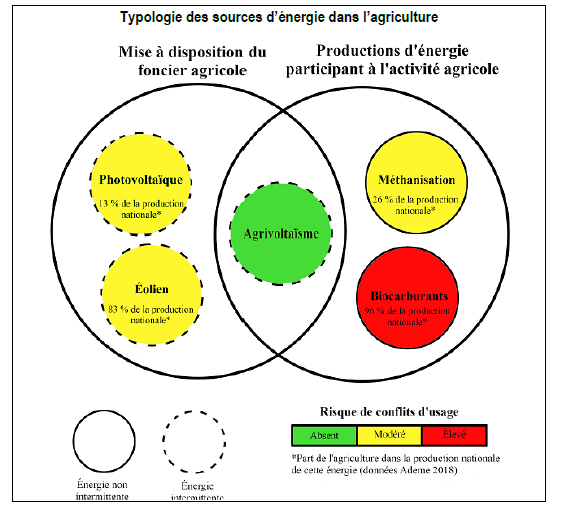 Typologie des sources d'énergie dans l'agriculture
Mise à disposition du
foncier agricole
Productions d'énergie
participant à l'activité agricole
Photovoltaïque
13 % de la production
nationale*
Éolien
83 % de la production
nationale*
Agrivoltaïsme
Méthanisation
26 % de la production
nationale*
Biocarburants
96 % de la production
nationale*
Énergie non
intermittente
Énergie
intermittente
Risque de conflits d'usage
Absent
Modéré
Élevé
*Part de l'agriculture dans la production nationale
de cette énergie (données Ademe 2018)